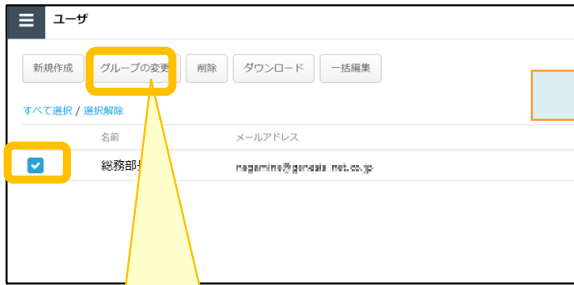 ユーザ
新規作成 グループの変更 削除 ダウンロード 一括編集
すべて選択 / 選択解除
名前 メールアドレス
総務部